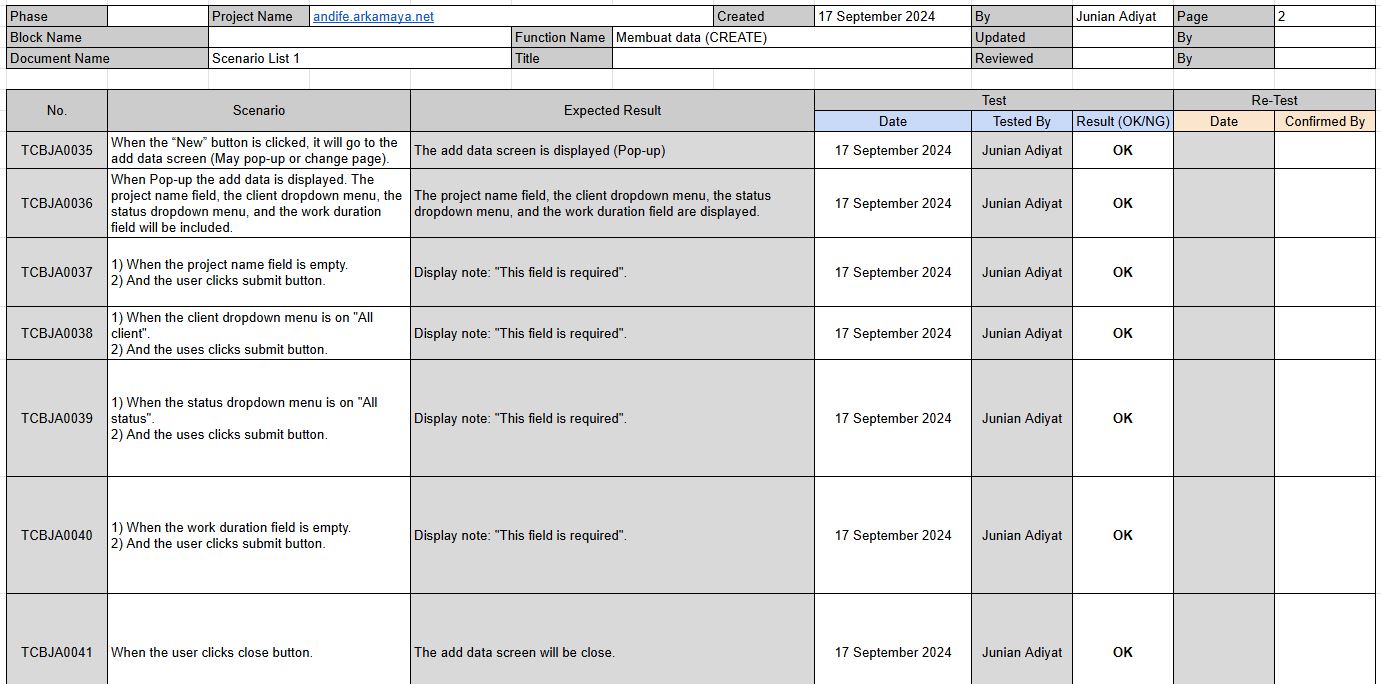 Phase Project Name andife.arkamaya.net Created 17 September 2024 By Junian Adiyat Page 2
Block Name Function Name Membuat data (CREATE) Updated By
Document Name Scenario List 1 Title Reviewed By
No. Scenario Expected Result Test Re-Test
Date Tested By Result (OK/NG) Date Confirmed By
TCBJA0035
When the “New” button is clicked, it will go to the
add data screen (May pop-up or change page).
The add data screen is displayed (Pop-up)
17 September 2024 Junian Adiyat OK
TCBJA0036
When Pop-up the add data is displayed. The
project name field, the client dropdown menu, the
status dropdown menu, and the work duration
field will be included.
The project name field, the client dropdown menu, the status
dropdown menu, and the work duration field are displayed.
17 September 2024 Junian Adiyat OK
TCBJA0037
1) When the project name field is empty.
2) And the user clicks submit button.
Display note: "This field is required".
17 September 2024 Junian Adiyat OK
TCBJA0038
1) When the client dropdown menu is on "All
client".
2) And the uses clicks submit button.
Display note: "This field is required".
17 September 2024 Junian Adiyat OK
TCBJA0039
1) When the status dropdown menu is on "All
status".
2) And the uses clicks submit button.
Display note: "This field is required".
17 September 2024 Junian Adiyat OK
TCBJA0040
1) When the work duration field is empty.
2) And the user clicks submit button.
Display note: "This field is required".
17 September 2024 Junian Adiyat OK
TCBJA0041
When the user clicks close button.
The add data screen will be close.
17 September 2024 Junian Adiyat OK